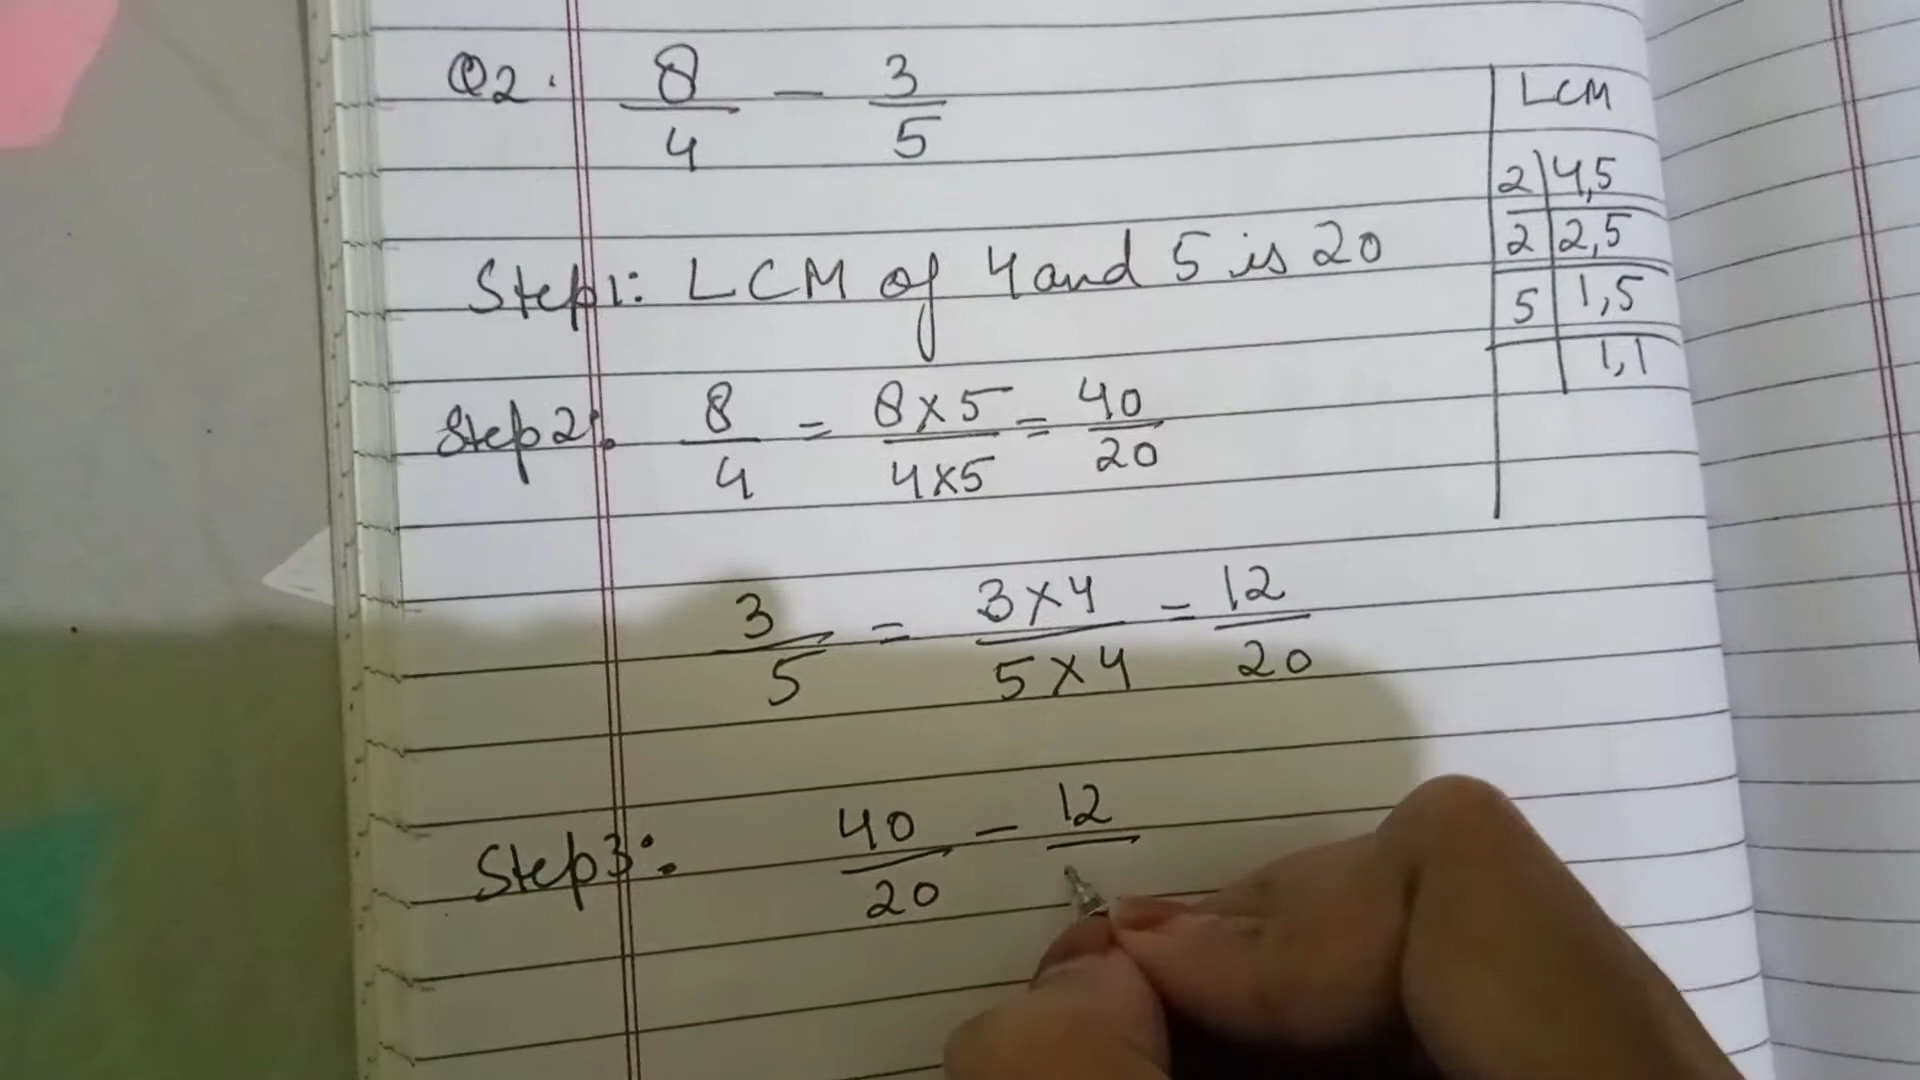 Q2. 8/4 - 3/5
LCM
2 | 4,5
2 | 2,5
5 | 1,5
1,1
Step1: LCM of 4 and 5 is 20
Step2: 8/4 = 8×5/4×5 = 40/20
3/5 = 3×4/5×4 = 12/20
Step3: 40/20 - 12/